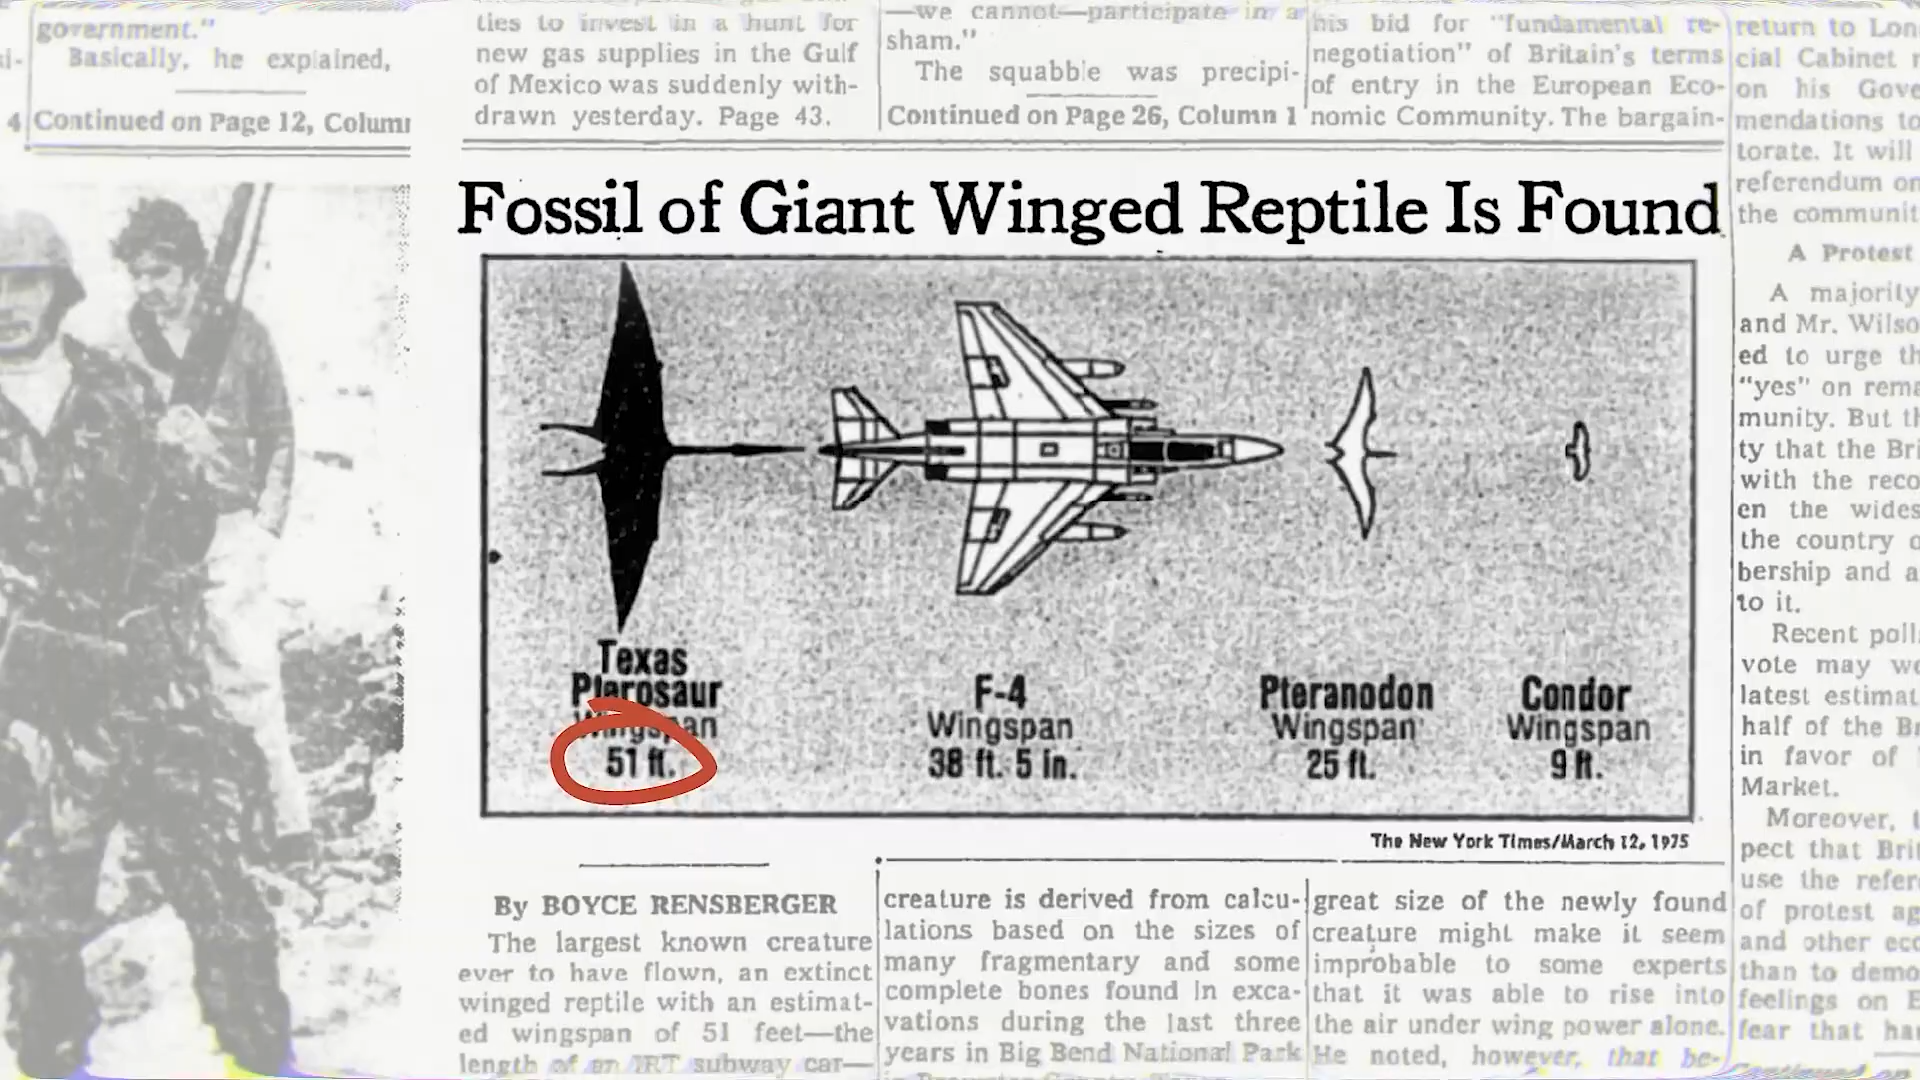 government."
Basically, he explained,
4 Continued on Page 12, Colum
ties to invest in a hunt for
new gas supplies in the Gulf
of Mexico was suddenly with-
drawn yesterday. Page 43.
—we cannot—participate in a
sham."
The squabble was precipi-
Continued on Page 26, Column 1
his bid for "fundamental re-
negotiation" of Britain's terms
of entry in the European Eco-
nomic Community. The bargain-
return to Lon
cial Cabinet
on his Gove
mendations to
torate. It will
referendum on
the communit
A Protest
A majority
and Mr. Wilso
ed to urge th
"yes" on rema
munity. But th
ty that the Bri
with the reco
en the wides
the country
bership and a
to it.
Recent poll
vote may
latest estimat
half of the
in favor of
Market.
Moreover,
pect that Brit
use the refer
of protest ag
and other eco
than to demo
feelings on E
fear that har
Fossil of Giant Winged Reptile Is Found
Texas
Pterosaur
Wingspan
51 ft.
F-4
Wingspan
38 ft. 5 in.
Pteranodon
Wingspan
25 ft.
Condor
Wingspan
9 ft.
The New York Times/March 12, 1975
By BOYCE RENSBERGER
The largest known creature
ever to have flown, an extinct
winged reptile with an estimat-
ed wingspan of 51 feet—the
length of an IRT subway car—
creature is derived from calcu-
lations based on the sizes of
many fragmentary and some
complete bones found in exca-
vations during the last three
years in Big Bend National Park
great size of the newly found
creature might make it seem
improbable to some experts
that it was able to rise into
the air under wing power alone.
He noted, however, that be-